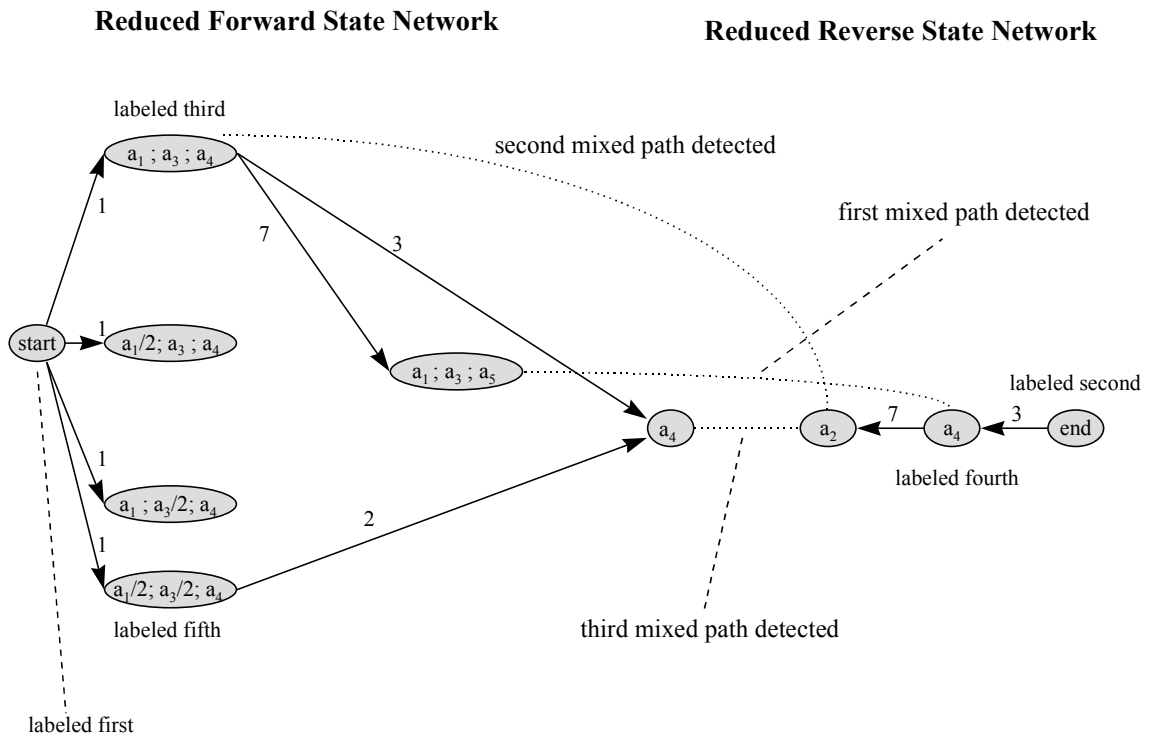 Reduced Forward State Network
Reduced Reverse State Network
labeled third
a₁ ; a₃ ; a₄
second mixed path detected
first mixed path detected
1
7
3
start
1
a₁/2; a₃ ; a₄
a₁ ; a₃ ; a₅
labeled second
a₄
a₂
7
a₄
3
end
labeled fourth
1
a₁ ; a₃/2; a₄
2
1
a₁/2; a₃/2; a₄
labeled fifth
third mixed path detected
labeled first